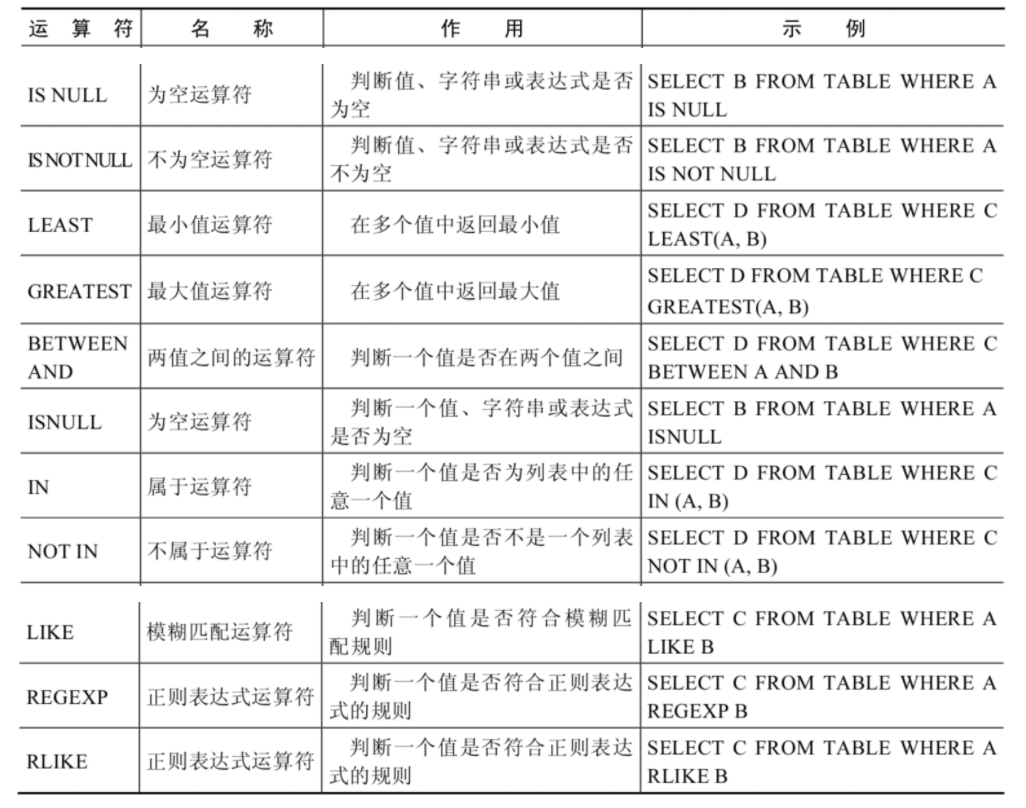 运算符 名称 作用 示例
IS NULL 为空运算符 判断值、字符串或表达式是否为空 SELECT B FROM TABLE WHERE A IS NULL
IS NOT NULL 不为空运算符 判断值、字符串或表达式是否不为空 SELECT B FROM TABLE WHERE A IS NOT NULL
LEAST 最小值运算符 在多个值中返回最小值 SELECT D FROM TABLE WHERE C LEAST(A, B)
GREATEST 最大值运算符 在多个值中返回最大值 SELECT D FROM TABLE WHERE C GREATEST(A, B)
BETWEEN AND 两值之间的运算符 判断一个值是否在两个值之间 SELECT D FROM TABLE WHERE C BETWEEN A AND B
ISNULL 为空运算符 判断一个值、字符串或表达式是否为空 SELECT B FROM TABLE WHERE A ISNULL
IN 属于运算符 判断一个值是否为列表中的任意一个值 SELECT D FROM TABLE WHERE C IN (A, B)
NOT IN 不属于运算符 判断一个值是否不是一个列表中的任意一个值 SELECT D FROM TABLE WHERE C NOT IN (A, B)
LIKE 模糊匹配运算符 判断一个值是否符合模糊匹配规则 SELECT C FROM TABLE WHERE A LIKE B
REGEXP 正则表达式运算符 判断一个值是否符合正则表达式的规则 SELECT C FROM TABLE WHERE A REGEXP B
RLIKE 正则表达式运算符 判断一个值是否符合正则表达式的规则 SELECT C FROM TABLE WHERE A RLIKE B